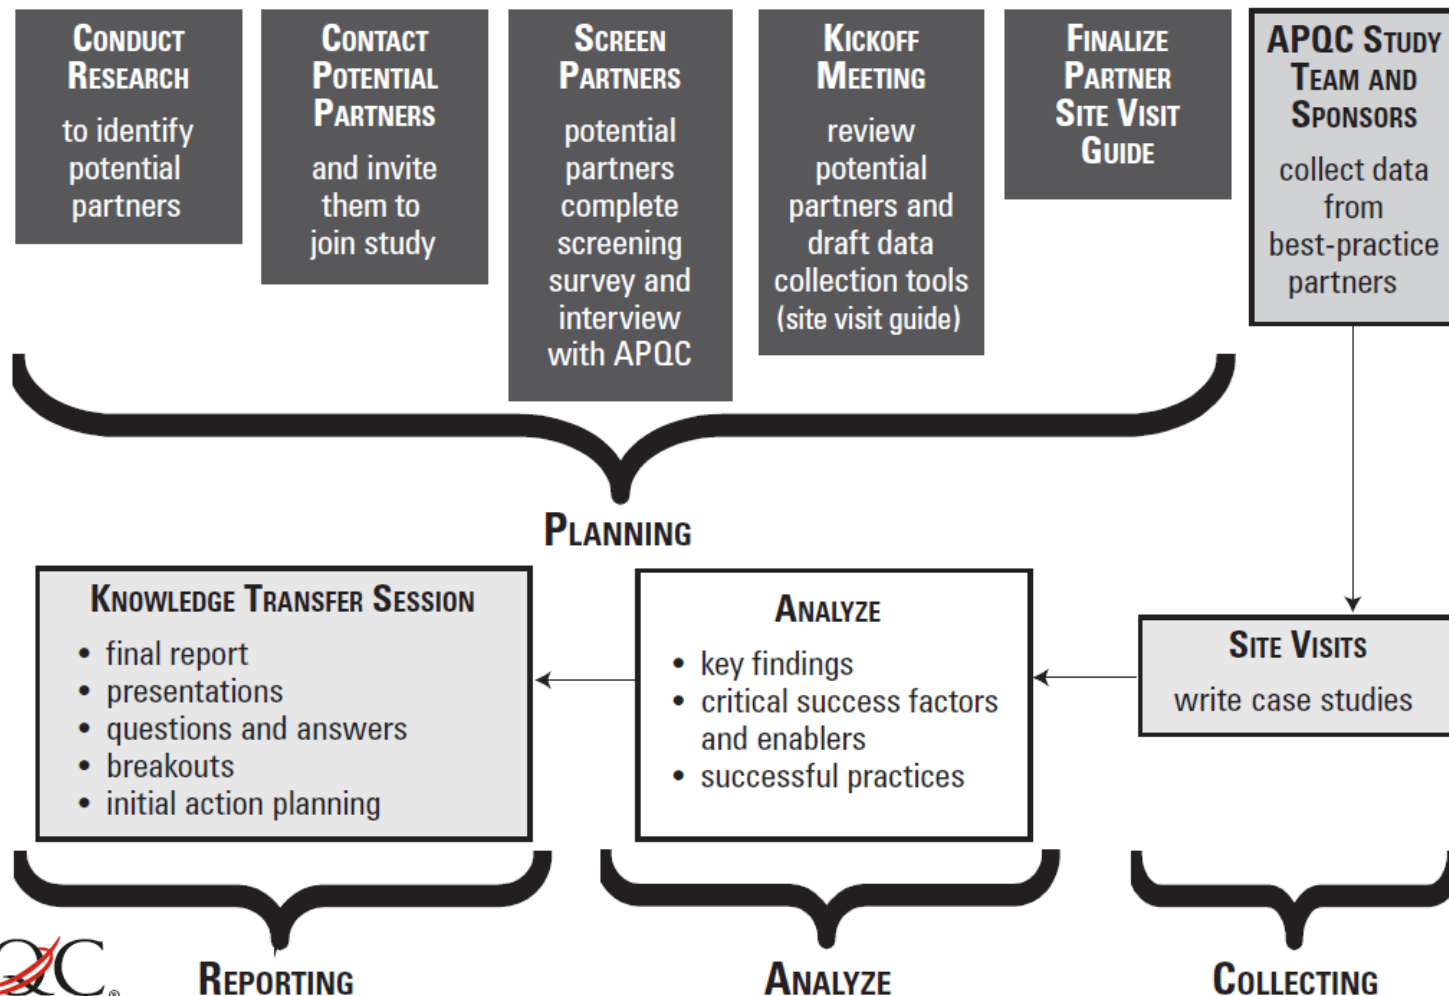 CONDUCT
RESEARCH
to identify
potential
partners
CONTACT
POTENTIAL
PARTNERS
and invite
them to
join study
SCREEN
PARTNERS
potential
partners
complete
screening
survey and
interview
with APQC
KICKOFF
MEETING
review
potential
partners and
draft data
collection tools
(site visit guide)
FINALIZE
PARTNER
SITE VISIT
GUIDE
APQC STUDY
TEAM AND
SPONSORS
collect data
from
best-practice
partners
PLANNING
KNOWLEDGE TRANSFER SESSION
• final report
• presentations
• questions and answers
• breakouts
• initial action planning
ANALYZE
• key findings
• critical success factors
and enablers
• successful practices
SITE VISITS
write case studies
QC®
REPORTING
ANALYZE
COLLECTING